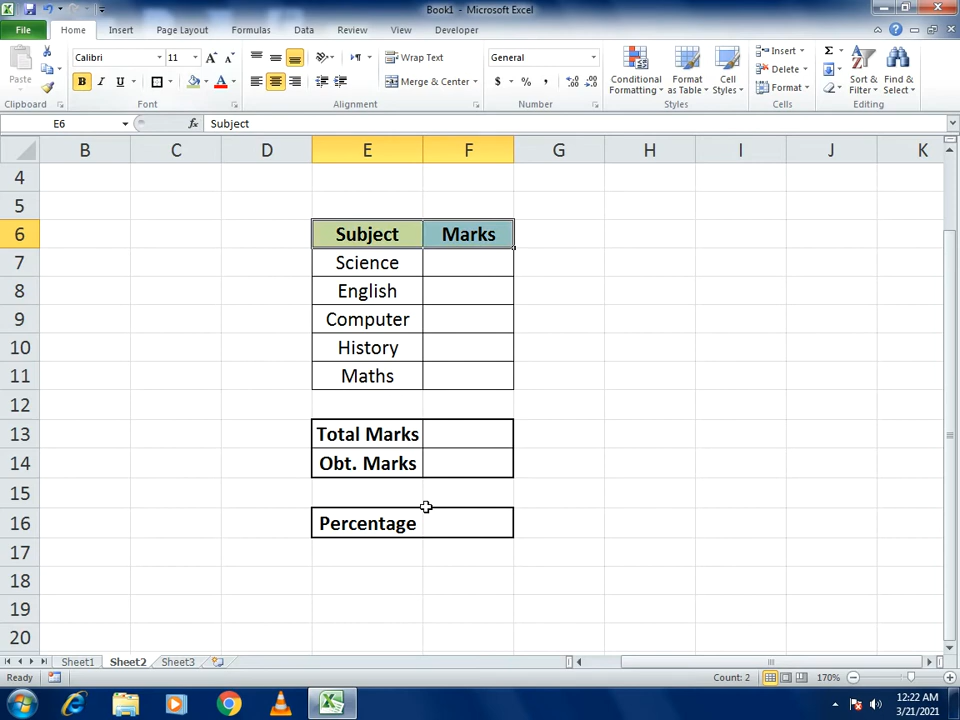 Book1 - Microsoft Excel
File Home Insert Page Layout Formulas Data Review View Developer
Paste
Calibri 11 A A
B I U A
Wrap Text
Merge & Center
General
$ % ,
Conditional Formatting
Format as Table
Cell Styles
Insert
Delete
Format
Σ
Sort & Filter
Find & Select
Clipboard Font Alignment Number Styles Cells Editing
E6 fx Subject
B C D E F G H I J K
4
5
6 Subject Marks
7 Science
8 English
9 Computer
10 History
11 Maths
12
13 Total Marks
14 Obt. Marks
15
16 Percentage
17
18
19
20
Sheet1 Sheet2 Sheet3
Ready Count: 2 170%
12:22 AM
3/21/2021